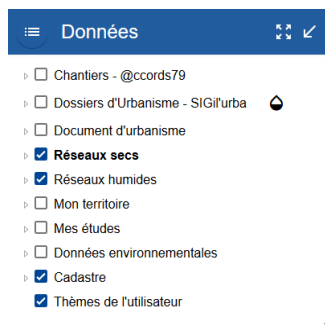 Données
Chantiers - @ccords79
Dossiers d'Urbanisme - SIGil'urba
Document d'urbanisme
Réseaux secs
Réseaux humides
Mon territoire
Mes études
Données environnementales
Cadastre
Thèmes de l'utilisateur